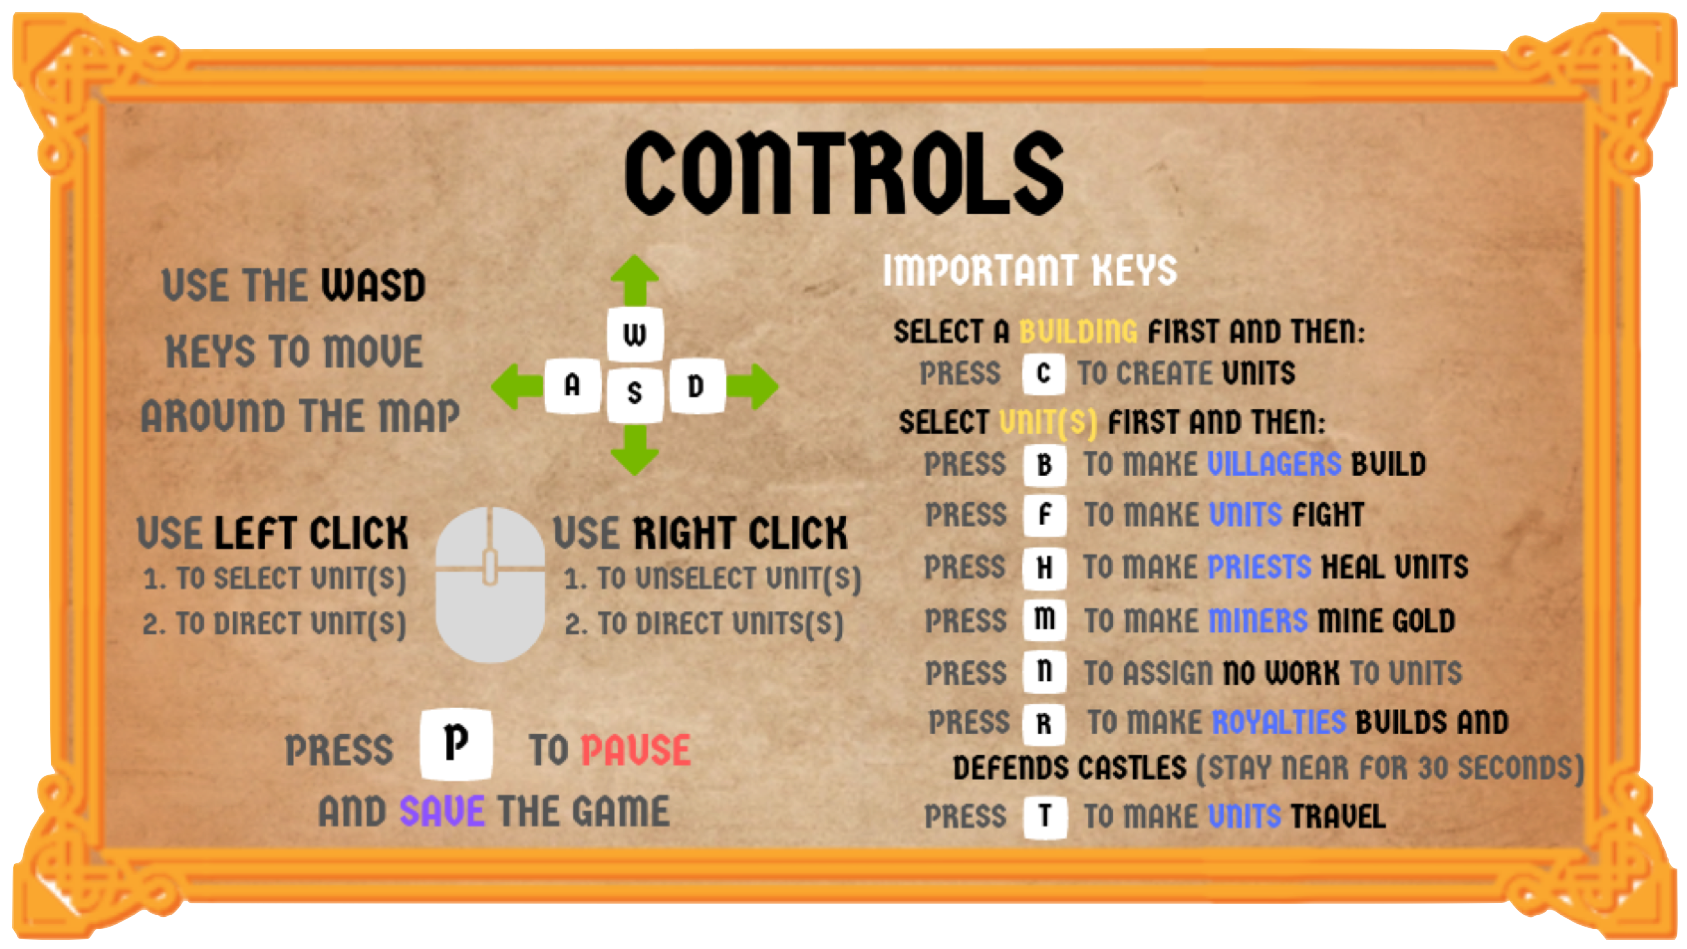 CONTROLS
USE THE WASD
KEYS TO MOVE
AROUND THE MAP
W
A S D
USE LEFT CLICK
1. TO SELECT UNIT(S)
2. TO DIRECT UNIT(S)
USE RIGHT CLICK
1. TO UNSELECT UNIT(S)
2. TO DIRECT UNITS(S)
PRESS P TO PAUSE
AND SAVE THE GAME
IMPORTANT KEYS
SELECT A BUILDING FIRST AND THEN:
PRESS C TO CREATE UNITS
SELECT UNIT(S) FIRST AND THEN:
PRESS B TO MAKE VILLAGERS BUILD
PRESS F TO MAKE UNITS FIGHT
PRESS H TO MAKE PRIESTS HEAL UNITS
PRESS M TO MAKE MINERS MINE GOLD
PRESS N TO ASSIGN NO WORK TO UNITS
PRESS R TO MAKE ROYALTIES BUILDS AND
DEFENDS CASTLES (STAY NEAR FOR 30 SECONDS)
PRESS T TO MAKE UNITS TRAVEL